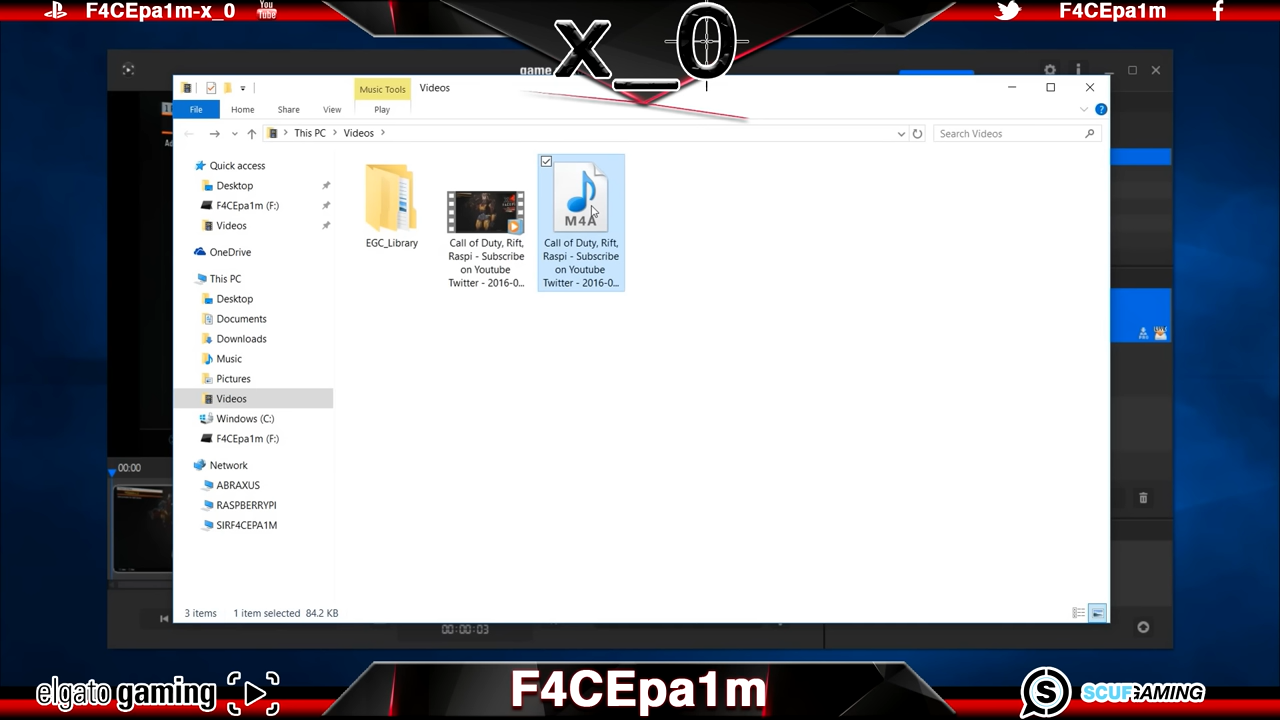 F4CEpa1m-x_0
You
Tube
x_0
F4CEpa1m
game
Music Tools
Videos
File
Home
Share
View
Play
This PC
Videos
Search Videos
Quick access
Desktop
F4CEpa1m (F:)
Videos
OneDrive
This PC
Desktop
Documents
Downloads
Music
Pictures
Videos
Windows (C:)
F4CEpa1m (F:)
Network
ABRAXUS
RASPBERRYPI
SIRF4CEPA1M
EGC_Library
Call of Duty, Rift,
Raspi - Subscribe
on Youtube
Twitter - 2016-0...
M4A
Call of Duty, Rift,
Raspi - Subscribe
on Youtube
Twitter - 2016-0...
00:00
3 items
1 item selected 84.2 KB
00:00:03
elgato gaming
F4CEpa1m
S
SCUFGAMING